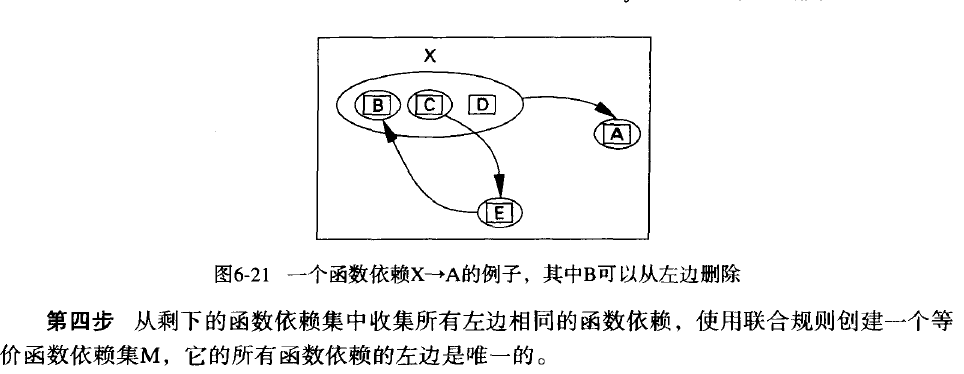 X
B C D
A
E
图6-21 一个函数依赖X→A的例子，其中B可以从左边删除
第四步 从剩下的函数依赖集中收集所有左边相同的函数依赖，使用联合规则创建一个等
价函数依赖集M，它的所有函数依赖的左边是唯一的。